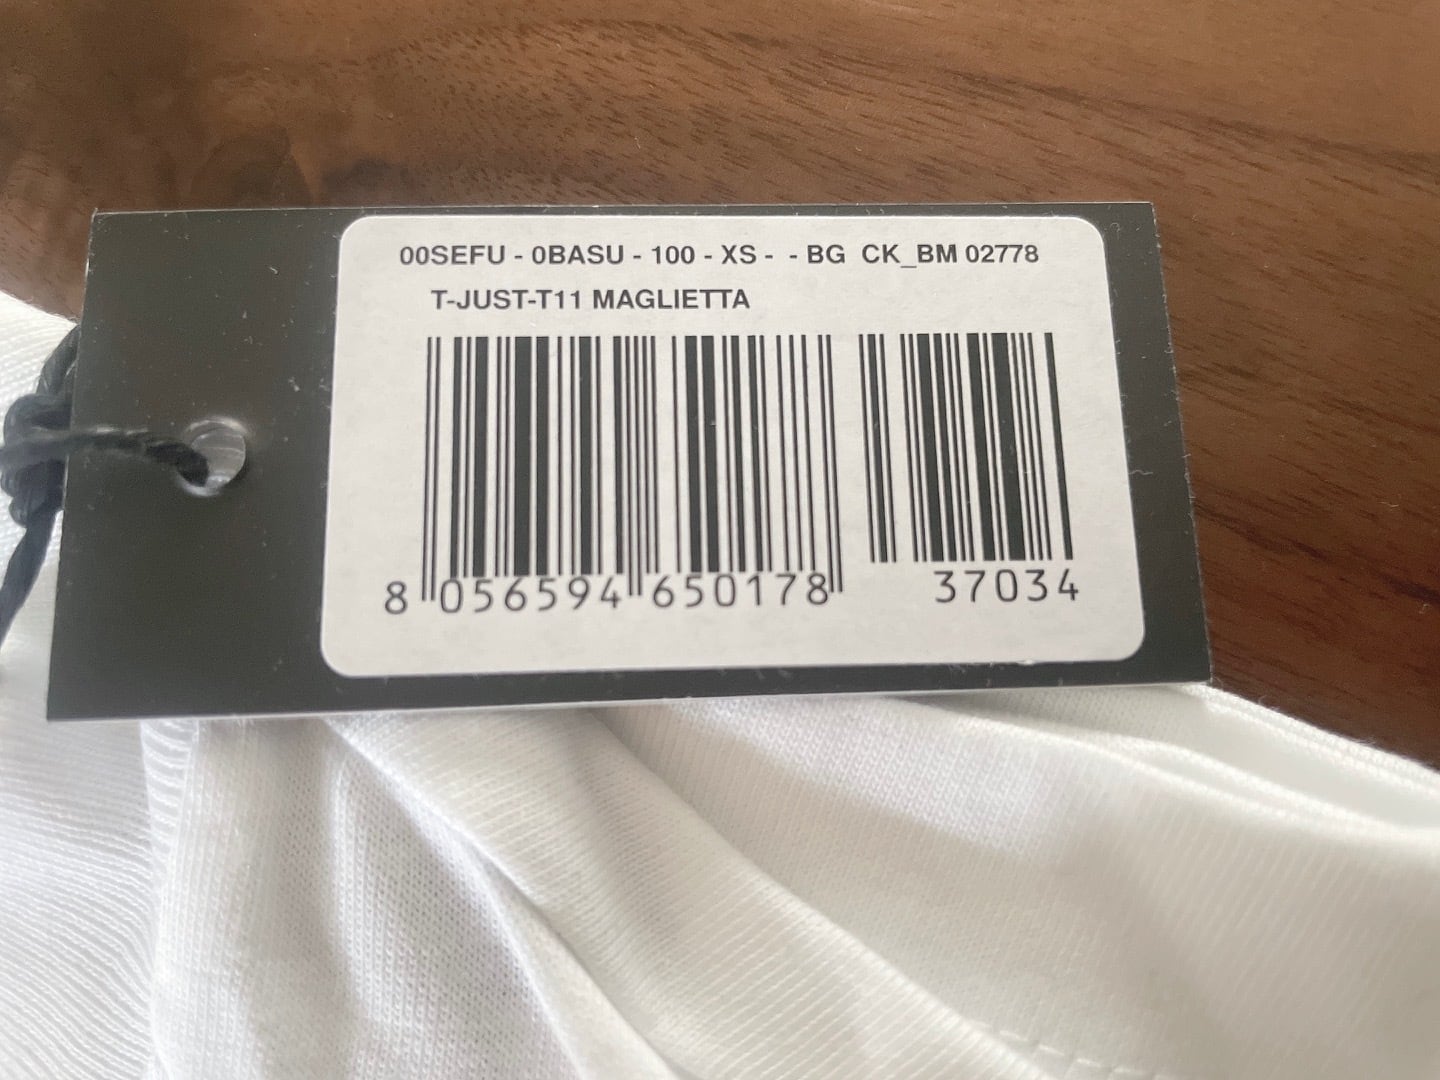 00SEFU - 0BASU - 100 - XS -  - BG  CK_BM 02778
T-JUST-T11 MAGLIETTA
8 056594 650178 37034